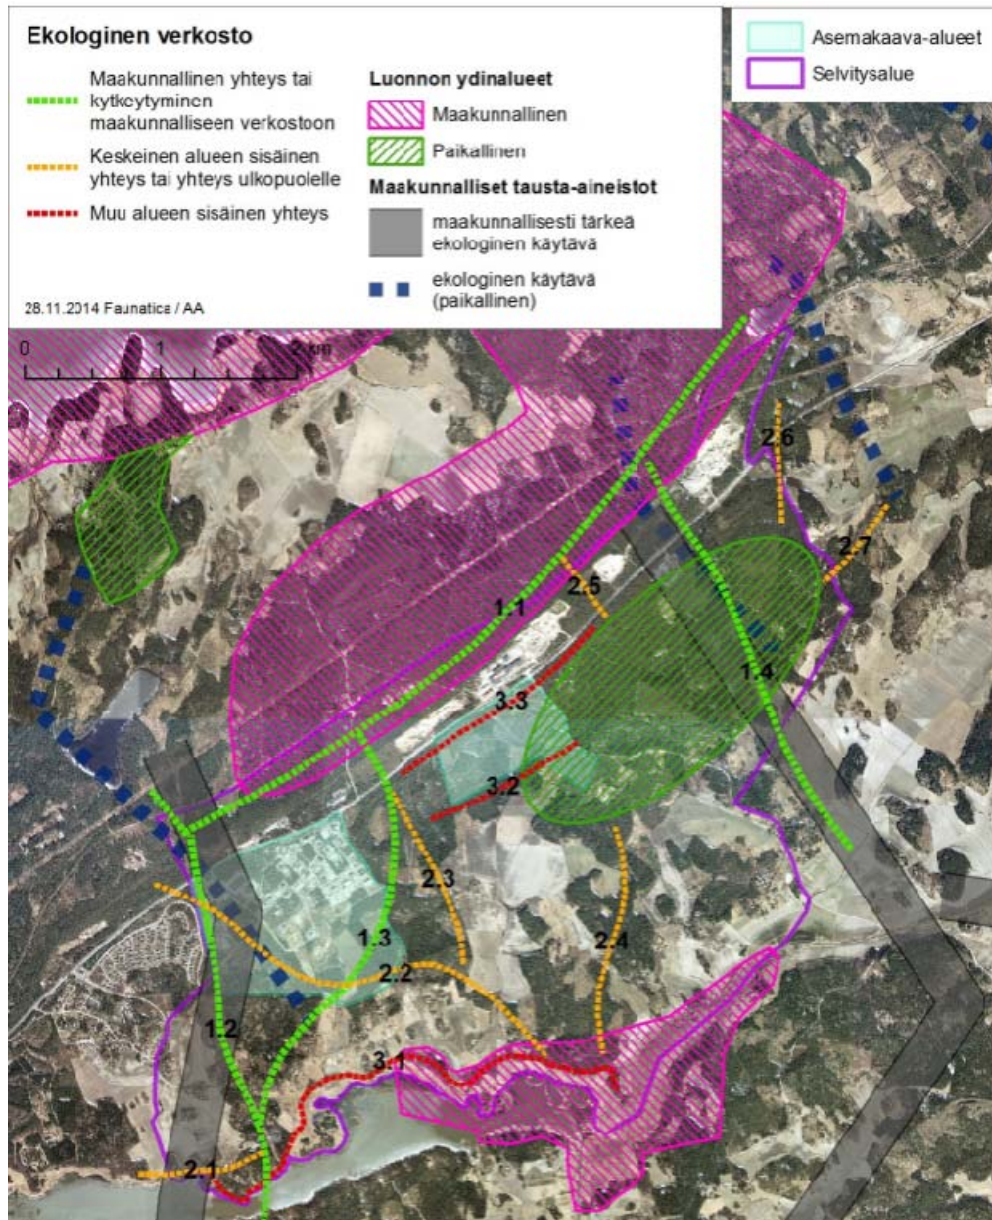 Ekologinen verkosto
Maakunnallinen yhteys tai
kytkeytyminen
maakunnalliseen verkostoon
Keskeinen alueen sisäinen
yhteys tai yhteys ulkopuolelle
Muu alueen sisäinen yhteys
28.11.2014 Faunatica / AA
Luonnon ydinalueet
Maakunnallinen
Paikallinen
Maakunnalliset tausta-aineistot
maakunnallisesti tärkeä
ekologinen käytävä
ekologinen käytävä
(paikallinen)
Asemakaava-alueet
Selvitysalue
0 1 2 km
2.6
2.7
2.5
1.1
1.4
3.3
3.2
2.3
1.3
2.4
2.2
1.2
3.1
2.1